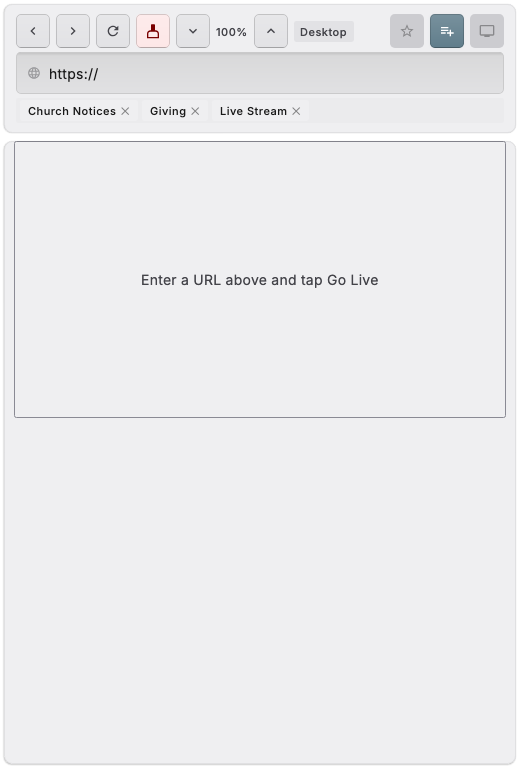 100% Desktop
https://
Church Notices Giving Live Stream
Enter a URL above and tap Go Live